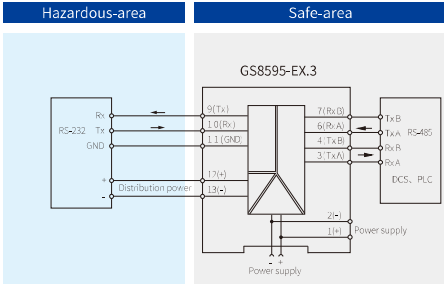 Hazardous-area
Safe-area
GS8595-EX.3
Rx
Tx
GND
RS-232
+
-
Distribution power
9(Tx)
10(Rx)
11(GND)
12(+)
13(-)
7(RxB)
6(RxA)
4(TxB)
3(TxA)
2(-)
1(+)
TxB
TxA
RxB
RxA
RS-485
DCS、PLC
Power supply
- +
Power supply